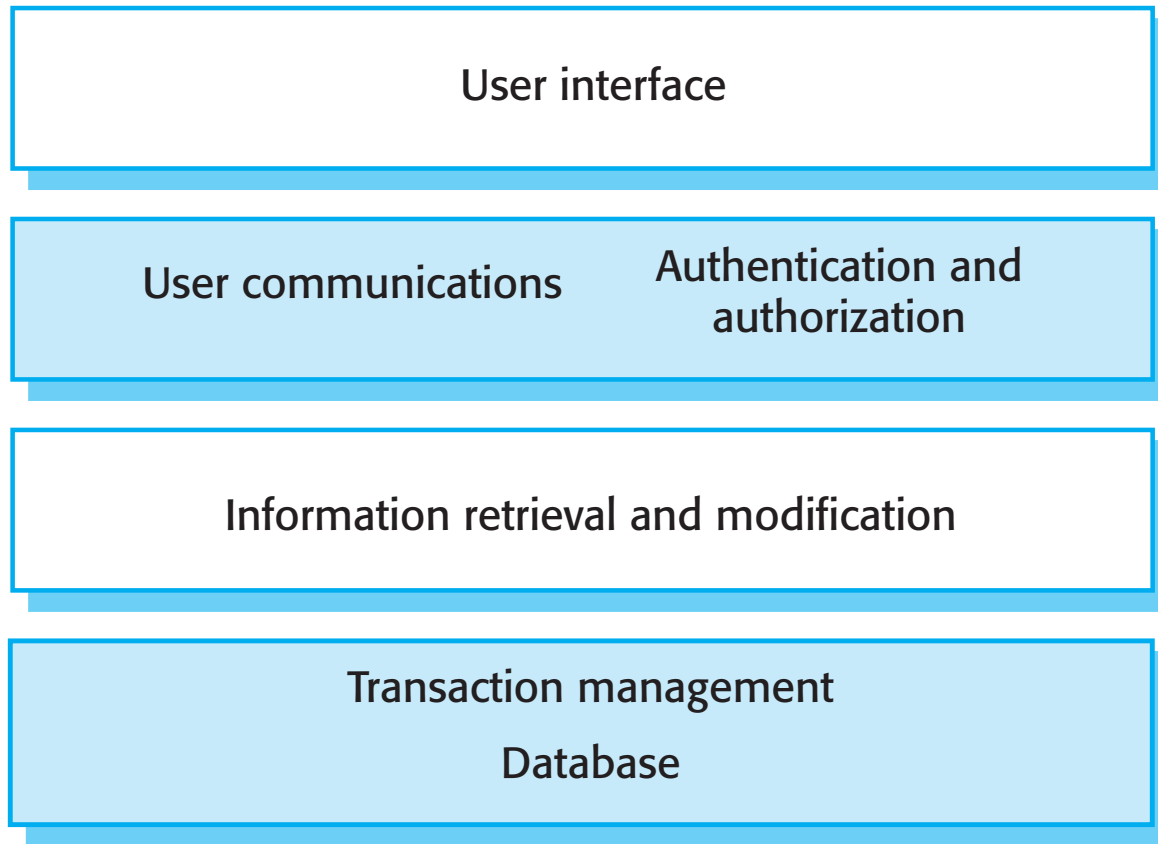 User interface
User communications
Authentication and
authorization
Information retrieval and modification
Transaction management
Database